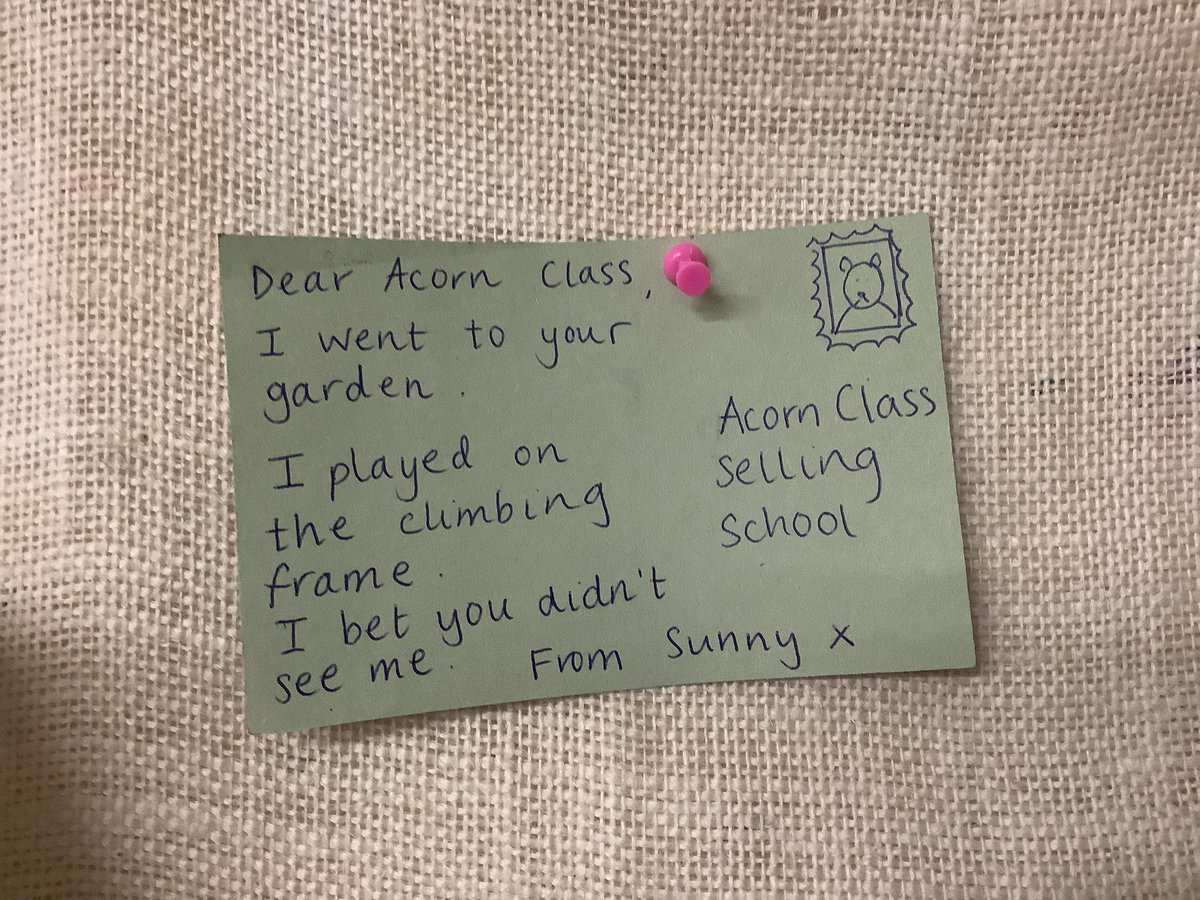 Dear Acorn Class,
I went to your
garden.
I played on
the climbing
frame.
I bet you didn't
see me.
From Sunny x
Acorn Class
Selling
School